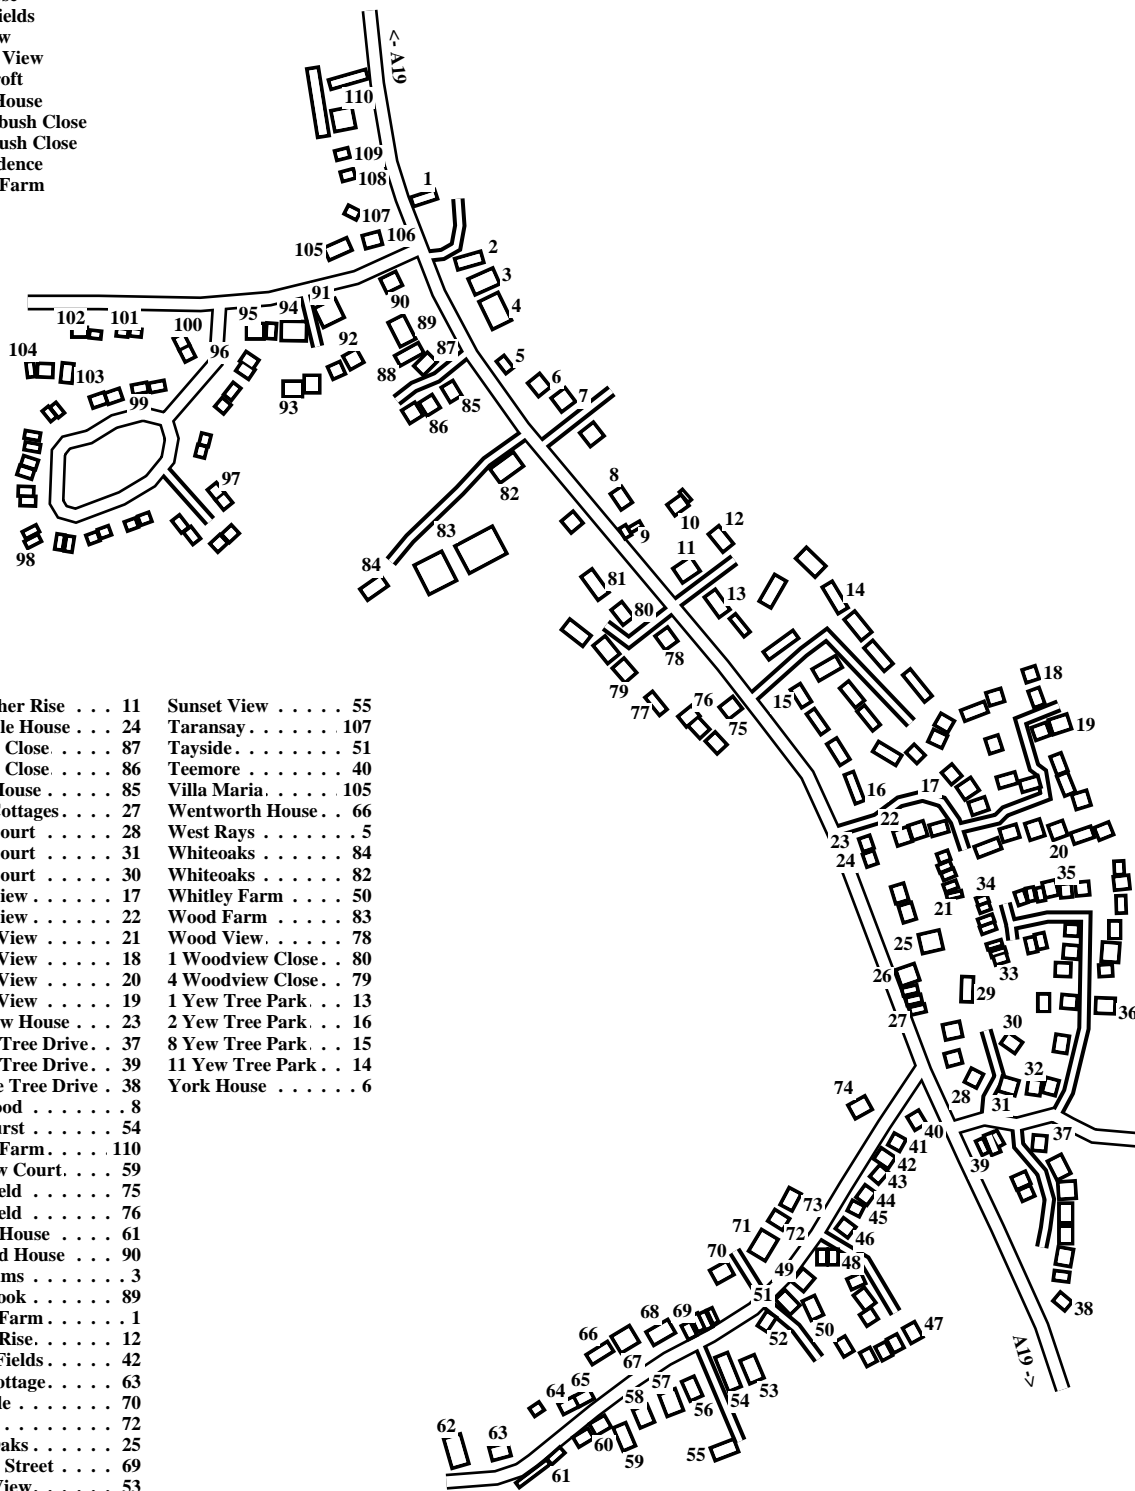 ields
w
View
roft
House
bush Close
ush Close
dence
Farm
<- A19
110
109
108
1
107
106
105
2
3
4
91
90
95
94
102
101
100
89
92
87
96
104
103
88
5
6
7
99
93
85
86
97
82
8
10
12
9
83
11
98
84
81
14
80
13
78
79
18
15
76
77
75
19
17
16
22
23
24
20
35
34
21
25
33
26
29
27
36
30
32
28
31
74
40
37
41
39
42
43
44
73
45
71
72
46
70
48
49
51
38
50
47
68
69
52
66
A19 ->
67
65
57
53
64
58
54
56
62
63
60
59
55
61
her Rise . . . 11
le House . . . 24
Close . . . . . 87
Close . . . . . 86
House . . . . . 85
Cottages . . . . 27
ourt . . . . . 28
ourt . . . . . 31
ourt . . . . . 30
iew . . . . . . 17
iew . . . . . . 22
View . . . . . 21
View . . . . . 18
View . . . . . 20
View . . . . . 19
w House . . . 23
Tree Drive . . 37
Tree Drive . . 39
e Tree Drive . 38
ood . . . . . . . 8
urst . . . . . . 54
Farm . . . . . 110
w Court . . . . 59
eld . . . . . . 75
eld . . . . . . 76
House . . . . 61
d House . . . 90
ms . . . . . . . 3
ook . . . . . . 89
Farm . . . . . . 1
Rise . . . . . . 12
Fields . . . . . 42
ottage . . . . . 63
le . . . . . . . 70
. . . . . . . . 72
aks . . . . . . 25
Street . . . . 69
View . . . . . . 53
Sunset View . . . . . 55
Taransay . . . . . . . 107
Tayside . . . . . . . . 51
Teemore . . . . . . . 40
Villa Maria . . . . . 105
Wentworth House . . 66
West Rays . . . . . . . 5
Whiteoaks . . . . . . 84
Whiteoaks . . . . . . 82
Whitley Farm . . . . 50
Wood Farm . . . . . 83
Wood View . . . . . . 78
1 Woodview Close . . 80
4 Woodview Close . . 79
1 Yew Tree Park . . . 13
2 Yew Tree Park . . . 16
8 Yew Tree Park . . . 15
11 Yew Tree Park . . 14
York House . . . . . . 6